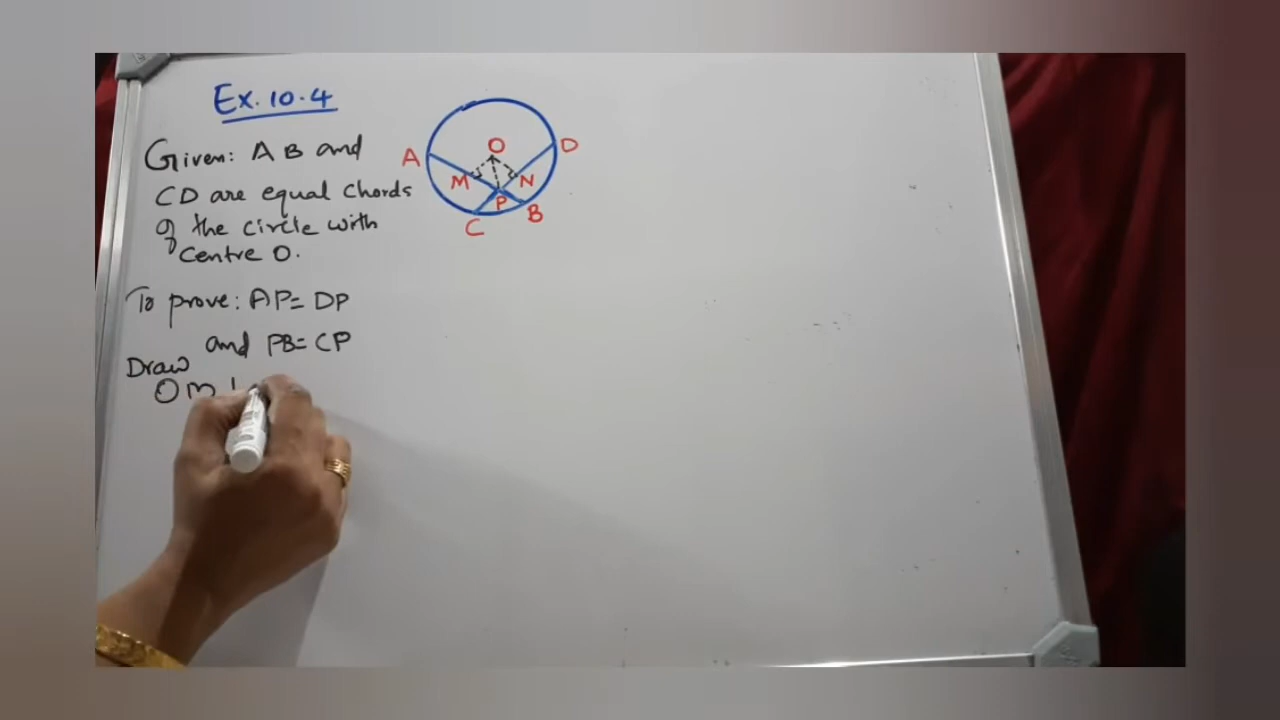 Ex. 10.4
Given: AB and
CD are equal chords
of the circle with
Centre O.
To prove: AP = DP
and PB = CP
Draw
OM ⊥
A
O
D
M
N
P
B
C